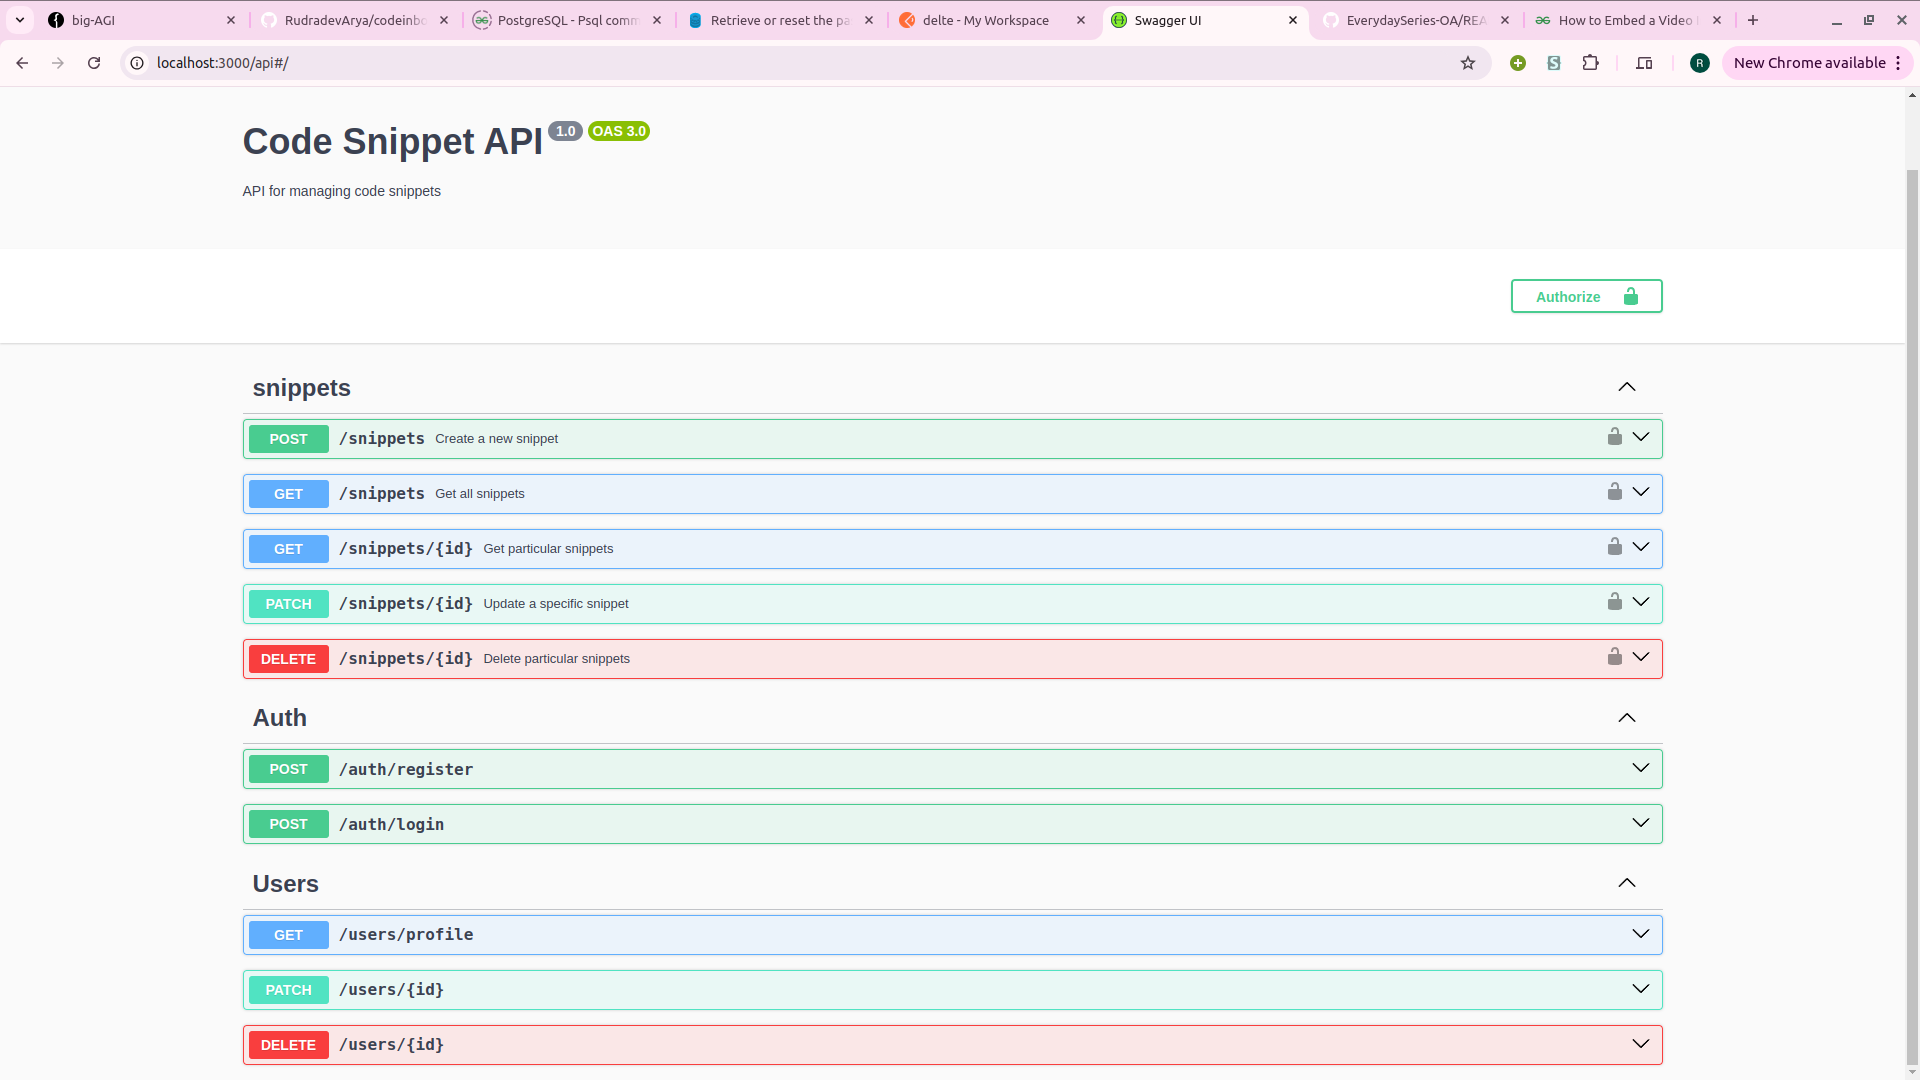 big-AGI
RudradevArya/codeinbo
PostgreSQL - Psql comm
Retrieve or reset the pa
delte - My Workspace
Swagger UI
EverydaySeries-OA/REA
How to Embed a Video
localhost:3000/api#/
R
New Chrome available
Code Snippet API 1.0 OAS 3.0
API for managing code snippets
Authorize
snippets
POST /snippets Create a new snippet
GET /snippets Get all snippets
GET /snippets/{id} Get particular snippets
PATCH /snippets/{id} Update a specific snippet
DELETE /snippets/{id} Delete particular snippets
Auth
POST /auth/register
POST /auth/login
Users
GET /users/profile
PATCH /users/{id}
DELETE /users/{id}